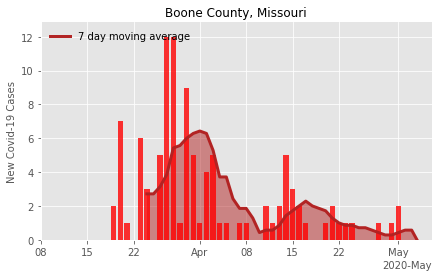 Boone County, Missouri
7 day moving average
New Covid-19 Cases
12
10
8
6
4
2
0
08 15 22 Apr 08 15 22 May
2020-May